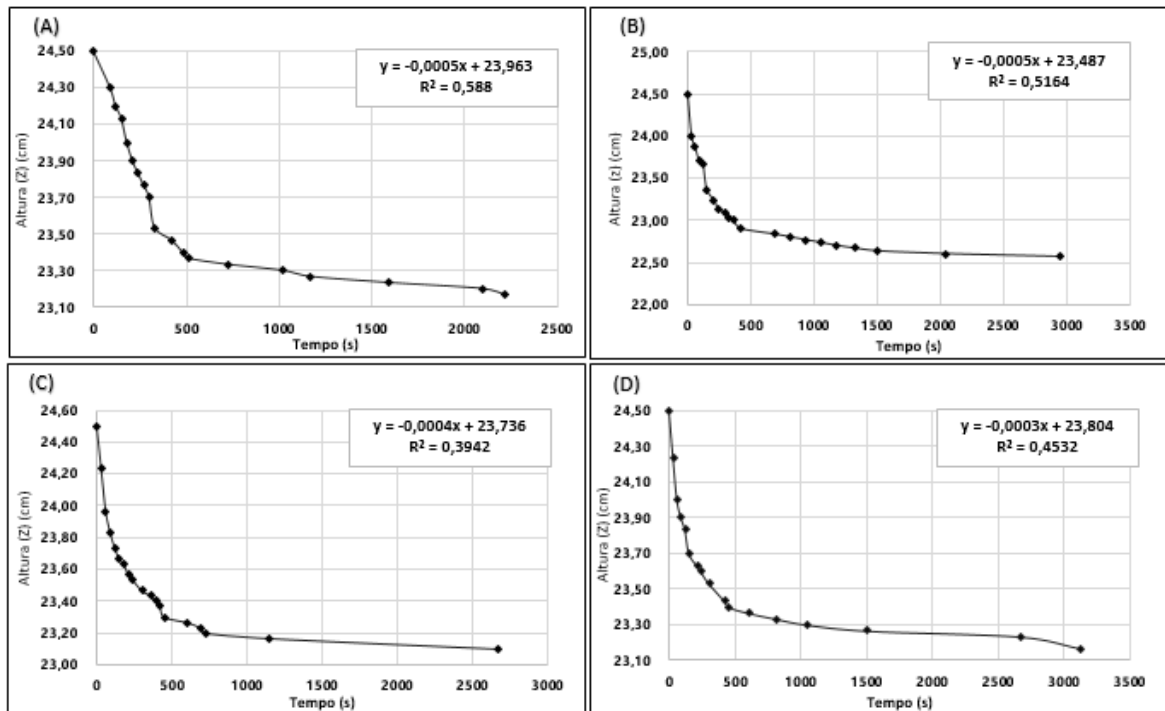 (A)
y = -0,0005x + 23,963
R² = 0,588
Altura (Z) (cm)
24,50
24,30
24,10
23,90
23,70
23,50
23,30
23,10
0 500 1000 1500 2000 2500
Tempo (s)
(B)
y = -0,0005x + 23,487
R² = 0,5164
Altura (z) (cm)
25,00
24,50
24,00
23,50
23,00
22,50
22,00
0 500 1000 1500 2000 2500 3000 3500
Tempo (s)
(C)
y = -0,0004x + 23,736
R² = 0,3942
Altura (Z) (cm)
24,60
24,40
24,20
24,00
23,80
23,60
23,40
23,20
23,00
0 500 1000 1500 2000 2500 3000
Tempo (s)
(D)
y = -0,0003x + 23,804
R² = 0,4532
Altura (Z) (cm)
24,50
24,30
24,10
23,90
23,70
23,50
23,30
23,10
0 500 1000 1500 2000 2500 3000 3500
Tempo (s)